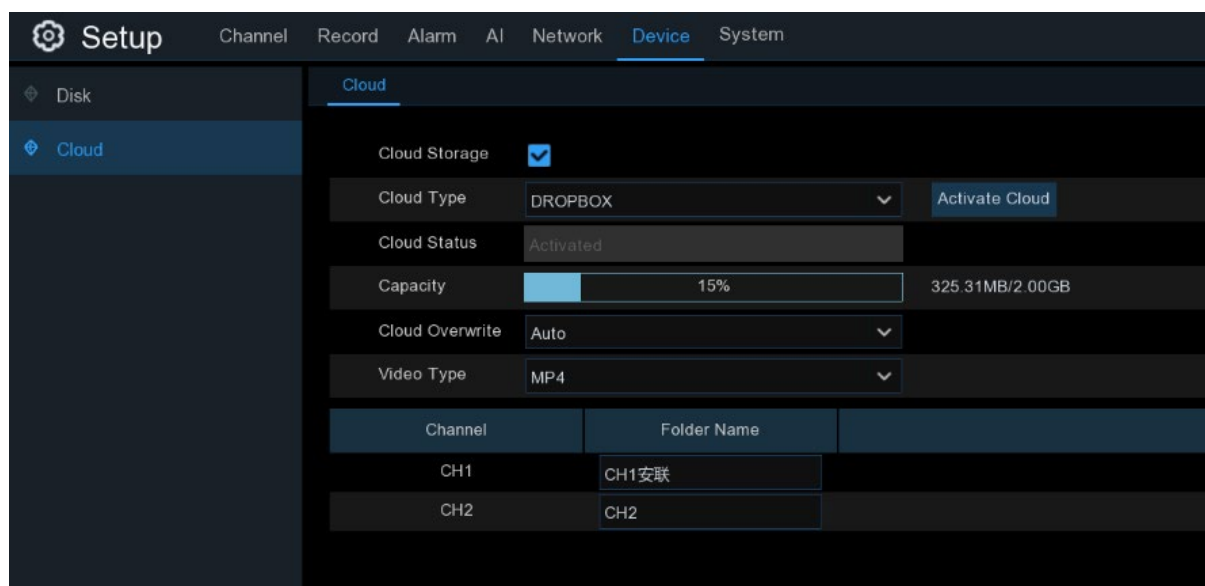 Setup Channel Record Alarm AI Network Device System
Disk
Cloud
Cloud
Cloud Storage
Cloud Type DROPBOX Activate Cloud
Cloud Status Activated
Capacity 15% 325.31MB/2.00GB
Cloud Overwrite Auto
Video Type MP4
Channel Folder Name
CH1 CH1安联
CH2 CH2